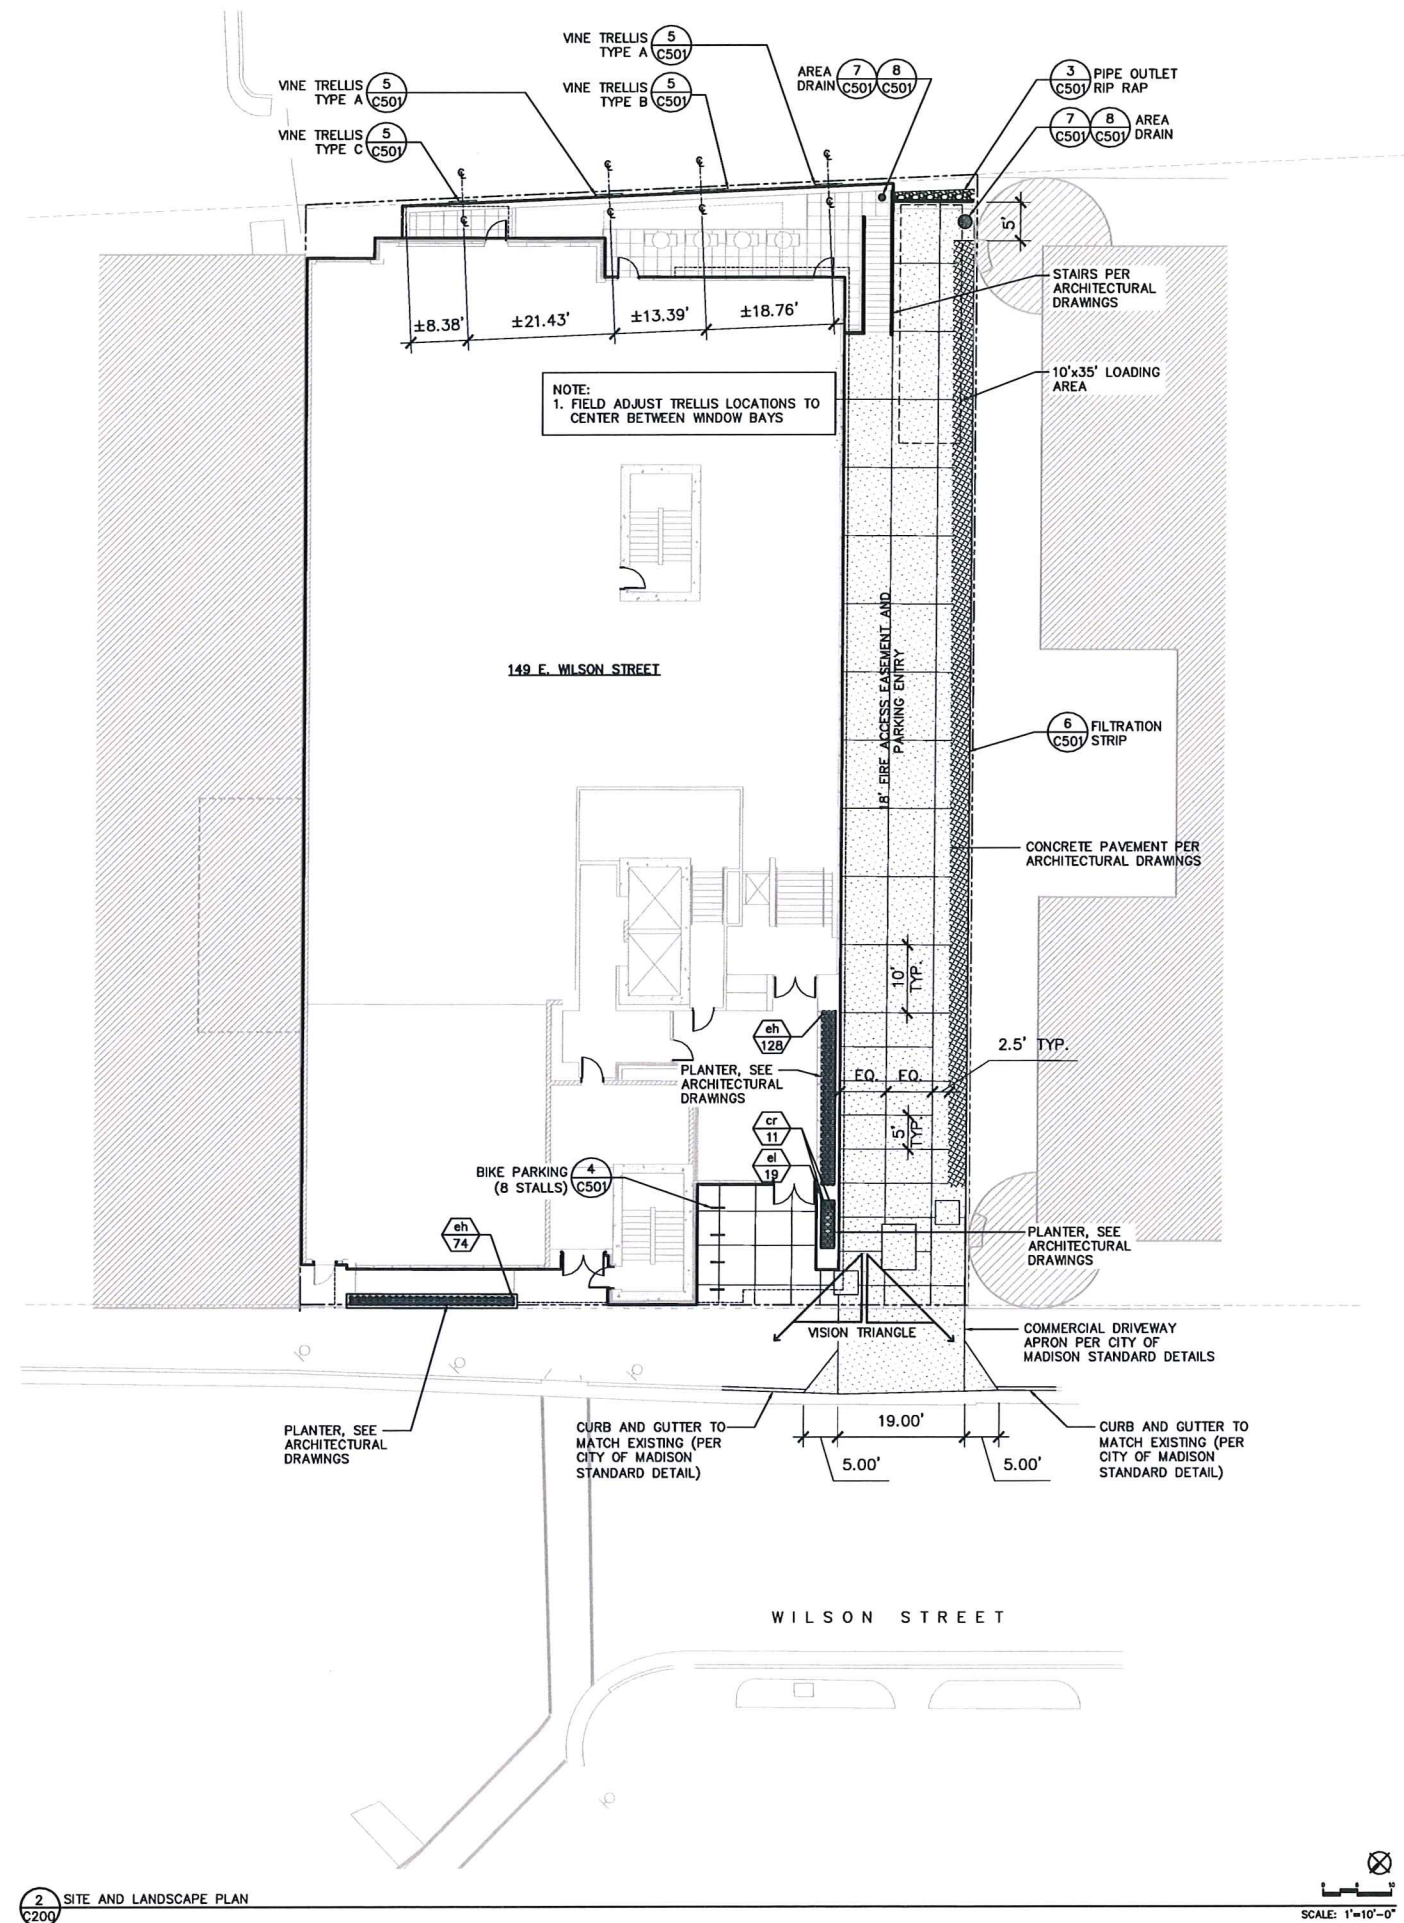 VINE TRELLIS
TYPE A
5
C501
VINE TRELLIS
TYPE A
5
C501
VINE TRELLIS
TYPE B
5
C501
VINE TRELLIS
TYPE C
5
C501
AREA
DRAIN
7
C501
8
C501
3
C501
PIPE OUTLET
RIP RAP
7
C501
8
C501
AREA
DRAIN
5'
STAIRS PER
ARCHITECTURAL
DRAWINGS
±8.38'
±21.43'
±13.39'
±18.76'
10'x35' LOADING
AREA
NOTE:
1. FIELD ADJUST TRELLIS LOCATIONS TO
CENTER BETWEEN WINDOW BAYS
149 E. WILSON STREET
18' FIRE ACCESS EASEMENT AND
PARKING ENTRY
6
C501
FILTRATION
STRIP
CONCRETE PAVEMENT PER
ARCHITECTURAL DRAWINGS
10'
TYP.
eh
128
2.5' TYP.
PLANTER, SEE
ARCHITECTURAL
DRAWINGS
EQ.
EQ.
5'
TYP.
cr
11
el
19
BIKE PARKING
(8 STALLS)
4
C501
eh
74
PLANTER, SEE
ARCHITECTURAL
DRAWINGS
VISION TRIANGLE
COMMERCIAL DRIVEWAY
APRON PER CITY OF
MADISON STANDARD DETAILS
PLANTER, SEE
ARCHITECTURAL
DRAWINGS
CURB AND GUTTER TO
MATCH EXISTING (PER
CITY OF MADISON
STANDARD DETAIL)
19.00'
5.00'
5.00'
CURB AND GUTTER TO
MATCH EXISTING (PER
CITY OF MADISON
STANDARD DETAIL)
WILSON STREET
2
C200
SITE AND LANDSCAPE PLAN
SCALE: 1"=10'-0"